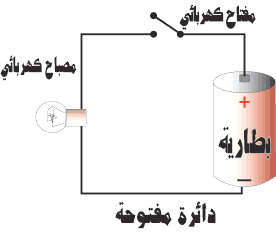 مفتاح كهربائي
مصباح كهربائي
+
بطارية
−
دائرة مفتوحة